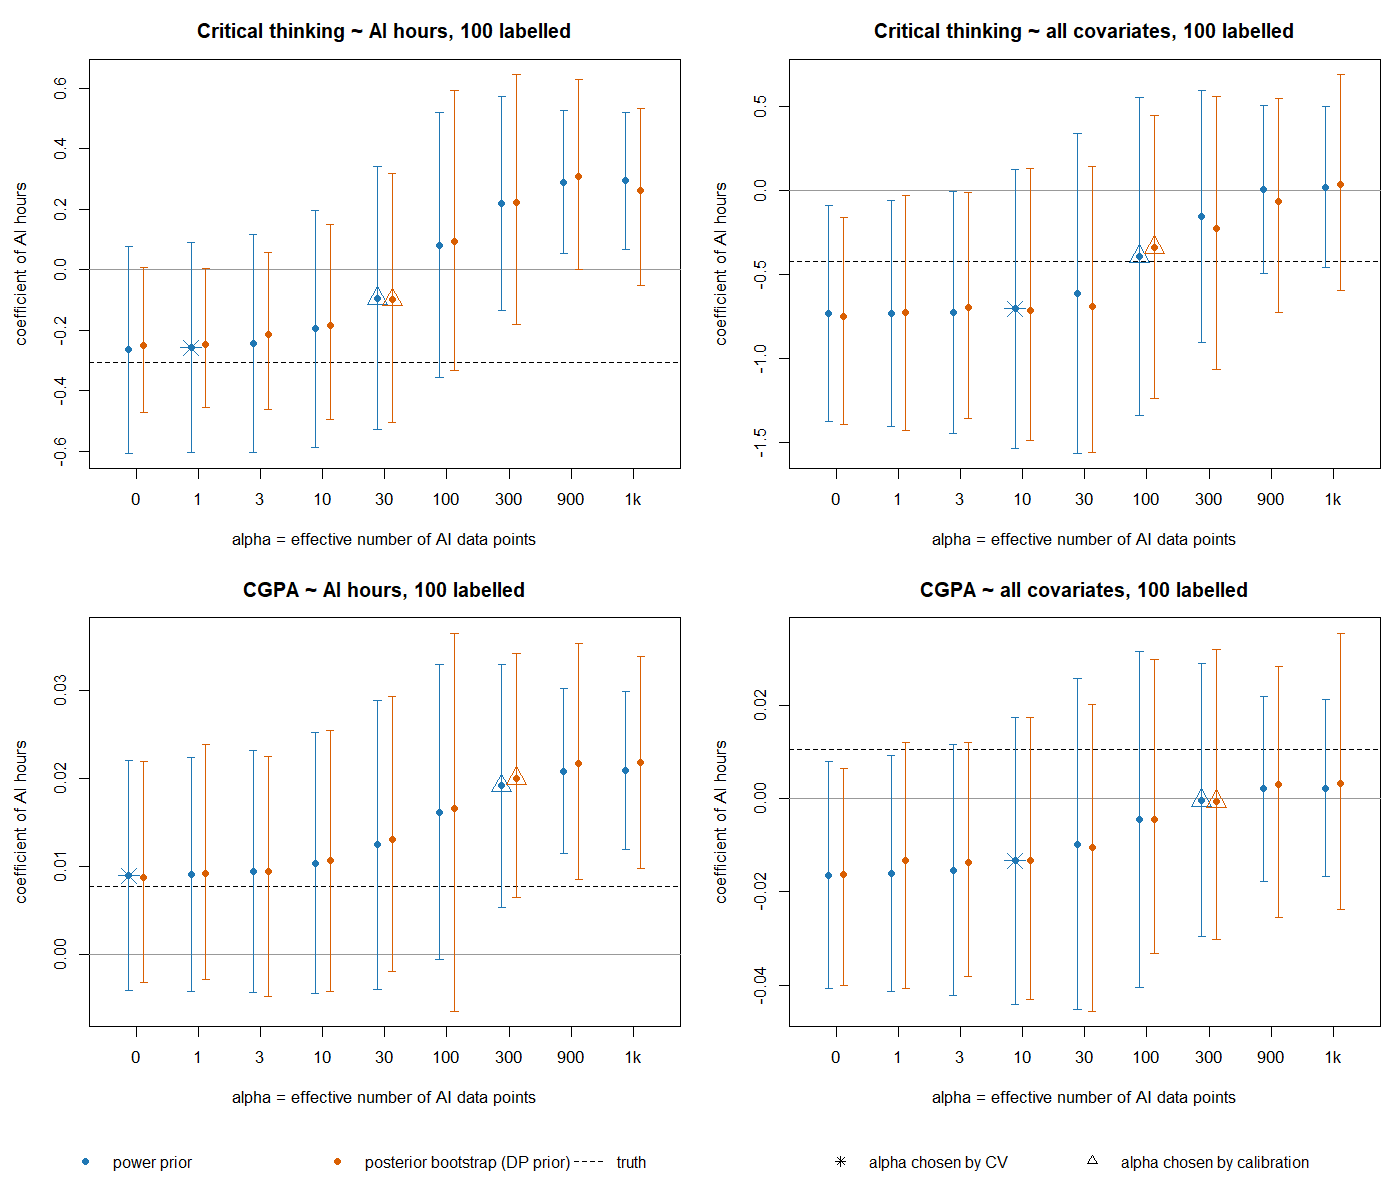 Critical thinking ~ AI hours, 100 labelled
coefficient of AI hours
0.6
0.4
0.2
0.0
-0.2
-0.4
-0.6
0 1 3 10 30 100 300 900 1k
alpha = effective number of AI data points
Critical thinking ~ all covariates, 100 labelled
coefficient of AI hours
0.5
0.0
-0.5
-1.0
-1.5
0 1 3 10 30 100 300 900 1k
alpha = effective number of AI data points
CGPA ~ AI hours, 100 labelled
coefficient of AI hours
0.03
0.02
0.01
0.00
0 1 3 10 30 100 300 900 1k
alpha = effective number of AI data points
CGPA ~ all covariates, 100 labelled
coefficient of AI hours
0.02
0.00
-0.02
-0.04
0 1 3 10 30 100 300 900 1k
alpha = effective number of AI data points
power prior posterior bootstrap (DP prior) truth alpha chosen by CV alpha chosen by calibration